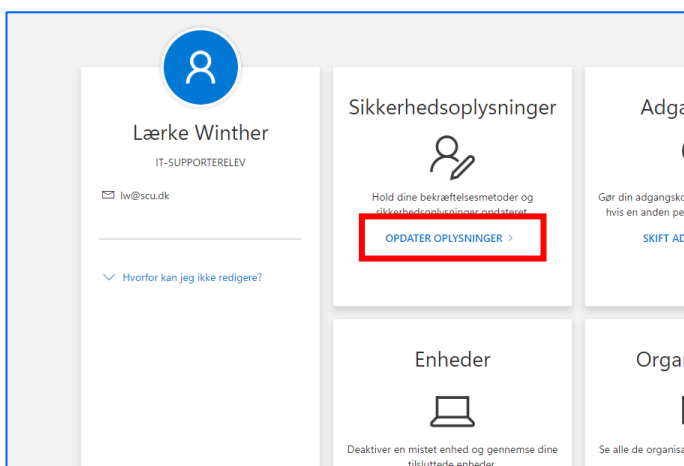 Lærke Winther
IT-SUPPORTERELEV
lw@scu.dk
Hvorfor kan jeg ikke redigere?
Sikkerhedsoplysninger
Hold dine bekræftelsesmetoder og
sikkerhedsoplysninger opdateret
OPDATER OPLYSNINGER
Enheder
Deaktiver en mistet enhed og gennemse dine
tilsluttede enheder
Adga
Gør din adgangsko
hvis en anden pe
SKIFT AD
Orga
Se alle de organisa